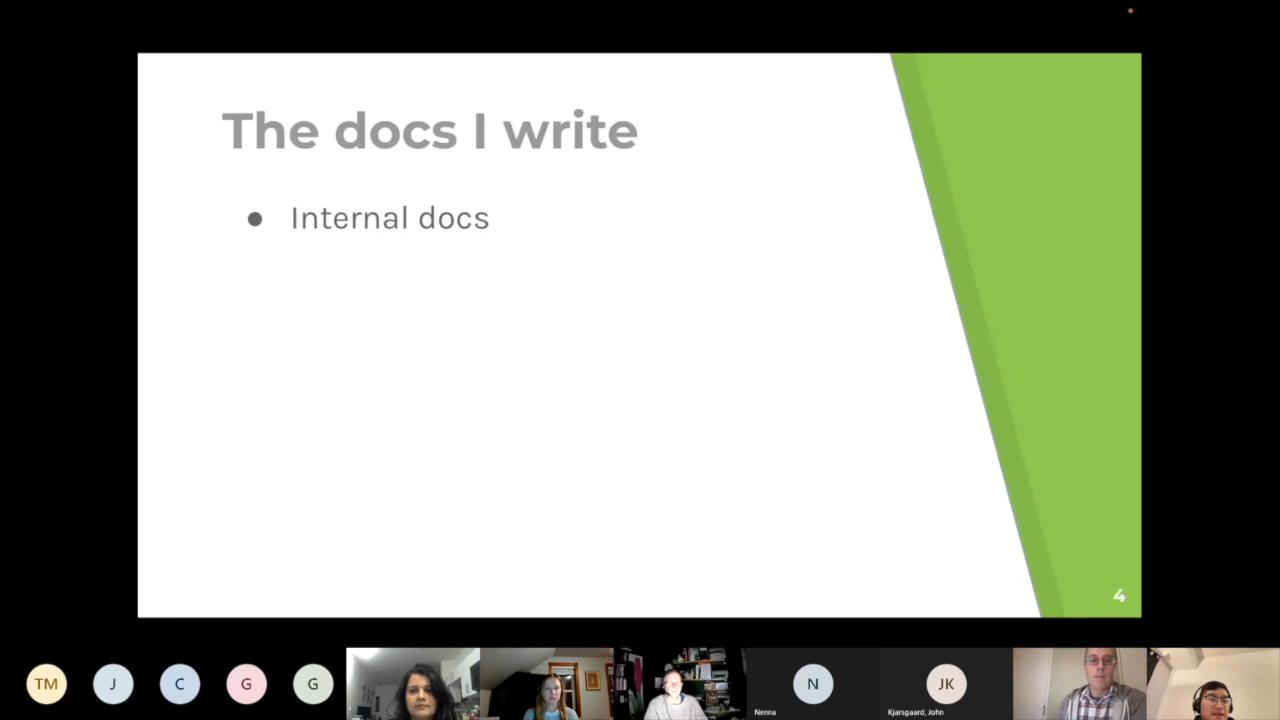 The docs I write
● Internal docs
4
TM
J
C
G
G
N
Nenna
JK
Kjarsgaard, John